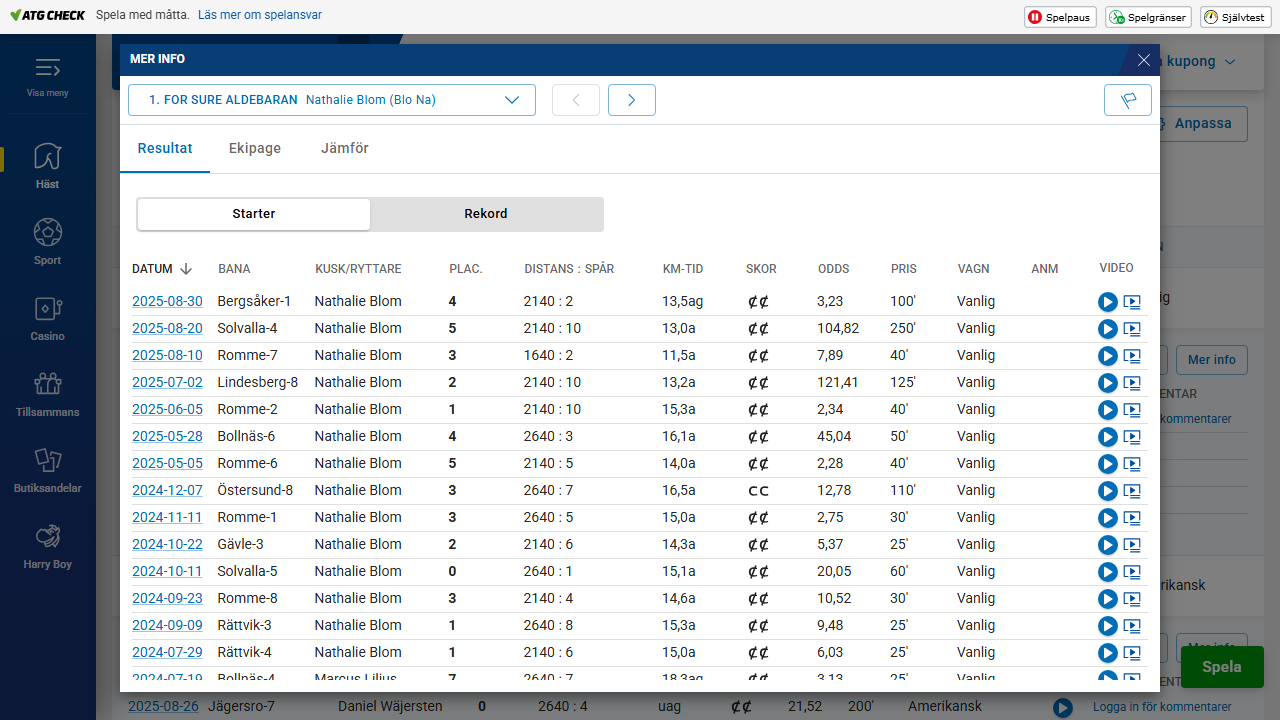 ATG CHECK Spela med måtta. Läs mer om spelansvar Spelpaus Spelgränser Självtest
MER INFO
kupong
Visa meny
1. FOR SURE ALDEBARAN Nathalie Blom (Blo Na)
Anpassa
Resultat Ekipage Jämför
Häst
Starter Rekord
Sport
DATUM BANA KUSK/RYTTARE PLAC. DISTANS : SPÅR KM-TID SKOR ODDS PRIS VAGN ANM VIDEO
2025-08-30 Bergsåker-1 Nathalie Blom 4 2140 : 2 13,5ag ȼȼ 3,23 100' Vanlig
2025-08-20 Solvalla-4 Nathalie Blom 5 2140 : 10 13,0a ȼȼ 104,82 250' Vanlig
Casino
2025-08-10 Romme-7 Nathalie Blom 3 1640 : 2 11,5a ȼȼ 7,89 40' Vanlig
Mer info
2025-07-02 Lindesberg-8 Nathalie Blom 2 2140 : 10 13,2a ȼȼ 121,41 125' Vanlig
2025-06-05 Romme-2 Nathalie Blom 1 2140 : 10 15,3a ȼȼ 2,34 40' Vanlig
Tillsammans
kommentarer
2025-05-28 Bollnäs-6 Nathalie Blom 4 2640 : 3 16,1a ȼȼ 45,04 50' Vanlig
2025-05-05 Romme-6 Nathalie Blom 5 2140 : 5 14,0a ȼȼ 2,28 40' Vanlig
2024-12-07 Östersund-8 Nathalie Blom 3 2640 : 7 16,5a CC 12,78 110' Vanlig
Butiksandelar
2024-11-11 Romme-1 Nathalie Blom 3 2640 : 5 15,0a ȼȼ 2,75 30' Vanlig
2024-10-22 Gävle-3 Nathalie Blom 2 2140 : 6 14,3a ȼȼ 5,37 25' Vanlig
Harry Boy
2024-10-11 Solvalla-5 Nathalie Blom 0 2640 : 1 15,1a ȼȼ 20,05 60' Vanlig
2024-09-23 Romme-8 Nathalie Blom 3 2140 : 4 14,6a ȼȼ 10,52 30' Vanlig
2024-09-09 Rättvik-3 Nathalie Blom 1 2640 : 8 15,3a ȼȼ 9,48 25' Vanlig
2024-07-29 Rättvik-4 Nathalie Blom 1 2140 : 6 15,0a ȼȼ 6,03 25' Vanlig
Spela
2024-07-19 Bollnäs-4 Marcus Lilius 7 2640 : 7 18,3ag ȼȼ 3,13 25' Vanlig
2025-08-26 Jägersro-7 Daniel Wäjersten 0 2640 : 4 uag ȼȼ 21,52 200' Amerikansk Logga in för kommentarer